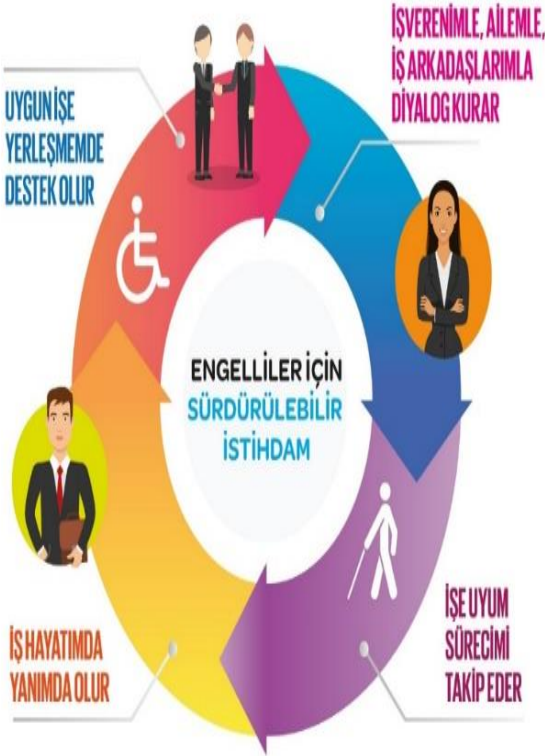 UYGUN İŞE
YERLEŞMEMDE
DESTEK OLUR
İŞVERENİMLE, AİLEMLE,
İŞ ARKADAŞLARIMLA
DİYALOG KURAR
ENGELLİLER İÇİN
SÜRDÜRÜLEBİLİR
İSTİHDAM
İŞ HAYATIMDA
YANIMDA OLUR
İŞE UYUM
SÜRECİMİ
TAKİP EDER